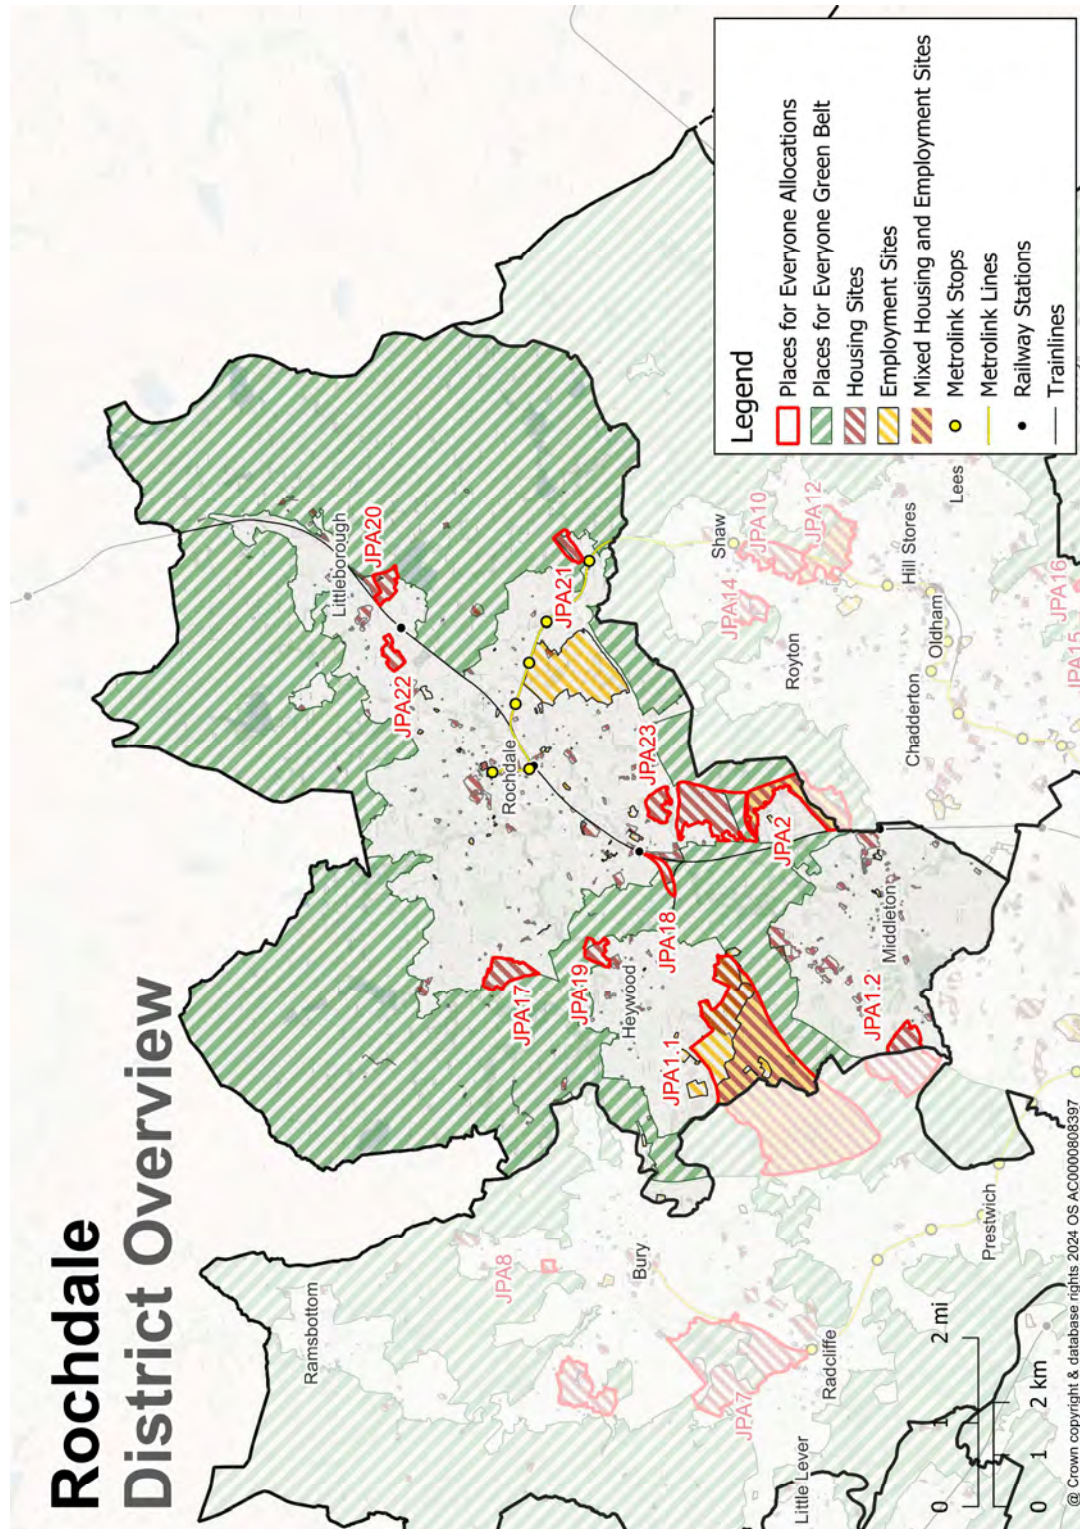 Rochdale
District Overview
Ramsbottom
Littleborough
JPA20
JPA22
JPA8
JPA17
Rochdale
JPA21
JPA19
Heywood
Bury
JPA18
JPA23
JPA1.1
Shaw
JPA14
JPA10
JPA12
JPA7
Radcliffe
Little Lever
JPA2
Royton
Middleton
JPA1.2
Hill Stores
Chadderton
Oldham
Lees
Prestwich
JPA16
JPA15
Legend
Places for Everyone Allocations
Places for Everyone Green Belt
Housing Sites
Employment Sites
Mixed Housing and Employment Sites
Metrolink Stops
Metrolink Lines
Railway Stations
Trainlines
0 1 2 mi
0 1 2 km
@ Crown copyright & database rights 2024 OS AC0000808397